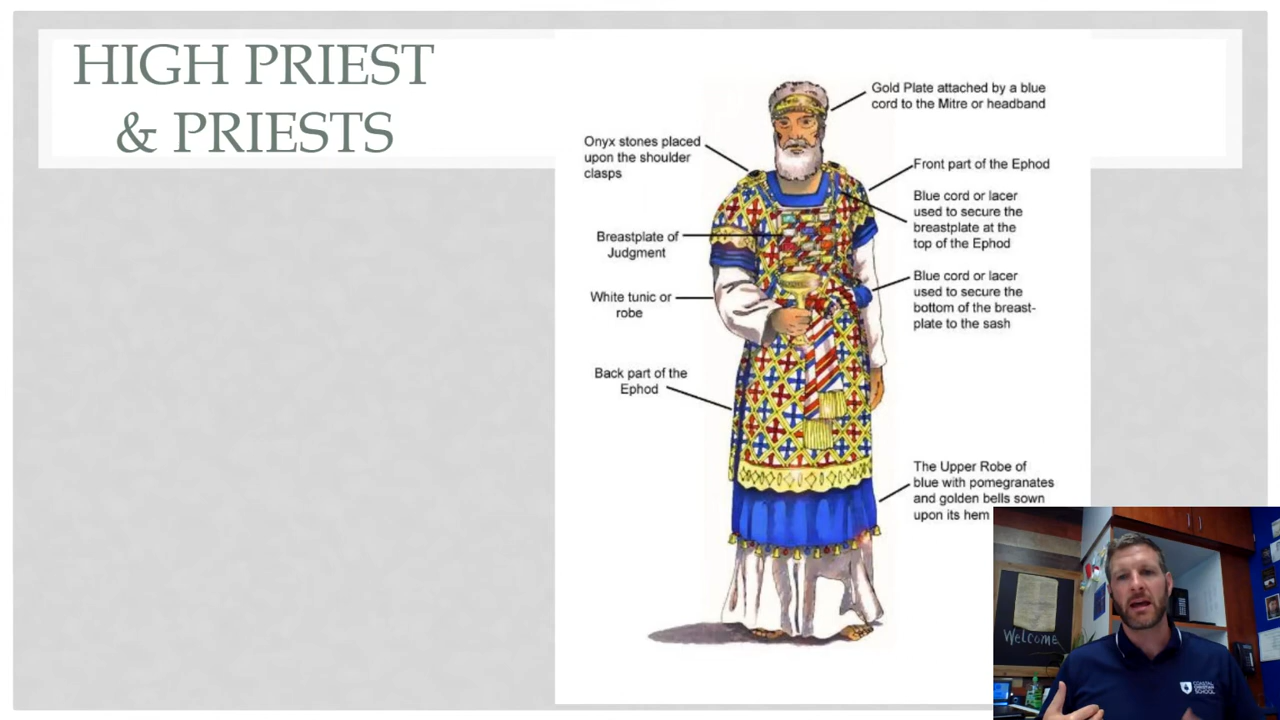 HIGH PRIEST
& PRIESTS
Gold Plate attached by a blue
cord to the Mitre or headband
Onyx stones placed
upon the shoulder
clasps
Front part of the Ephod
Blue cord or lacer
used to secure the
breastplate at the
top of the Ephod
Breastplate of
Judgment
Blue cord or lacer
used to secure the
bottom of the breast-
plate to the sash
White tunic or
robe
Back part of the
Ephod
The Upper Robe of
blue with pomegranates
and golden bells sown
upon its hem
Welcome
COASTAL
CHRISTIAN
SCHOOL